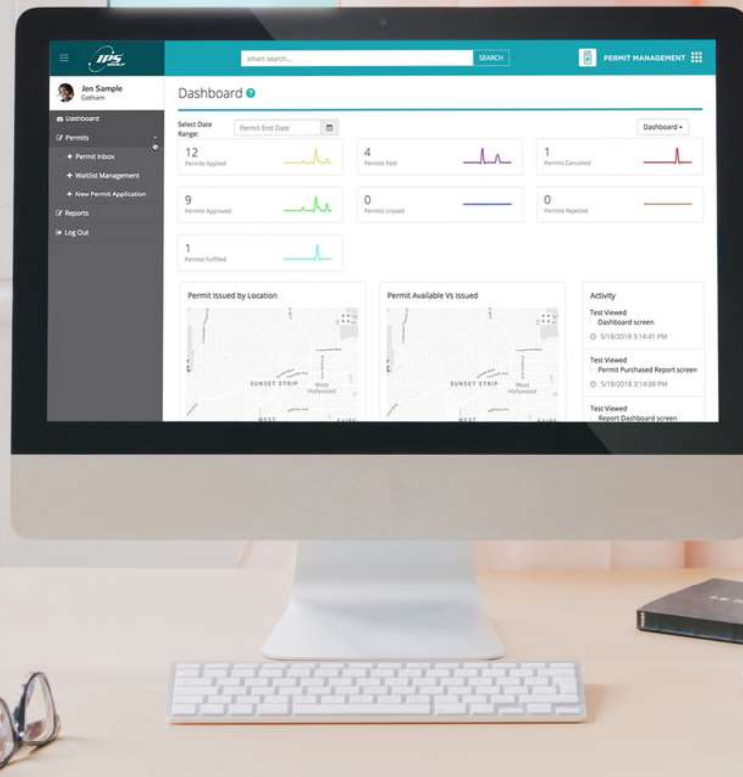 IPS
GROUP
smart search...
SEARCH
PERMIT MANAGEMENT
Jen Sample
Gotham
Dashboard
Permits
+ Permit Inbox
+ Waitlist Management
+ New Permit Application
Reports
Log Out
Dashboard
Select Date
Range:
Permit End Date
Dashboard
12
Permits Applied
4
Permits Paid
1
Permits Canceled
9
Permits Approved
0
Permits Unpaid
0
Permits Rejected
1
Permits Fulfilled
Permit Issued by Location
SUNSET STRIP
West
Hollywood
WEST
Permit Available Vs Issued
SUNSET STRIP
West
Hollywood
WEST
Activity
Test Viewed
Dashboard screen
5/18/2018 3:14:41 PM
Test Viewed
Permit Purchased Report screen
5/18/2018 3:14:08 PM
Test Viewed
Report Dashboard screen